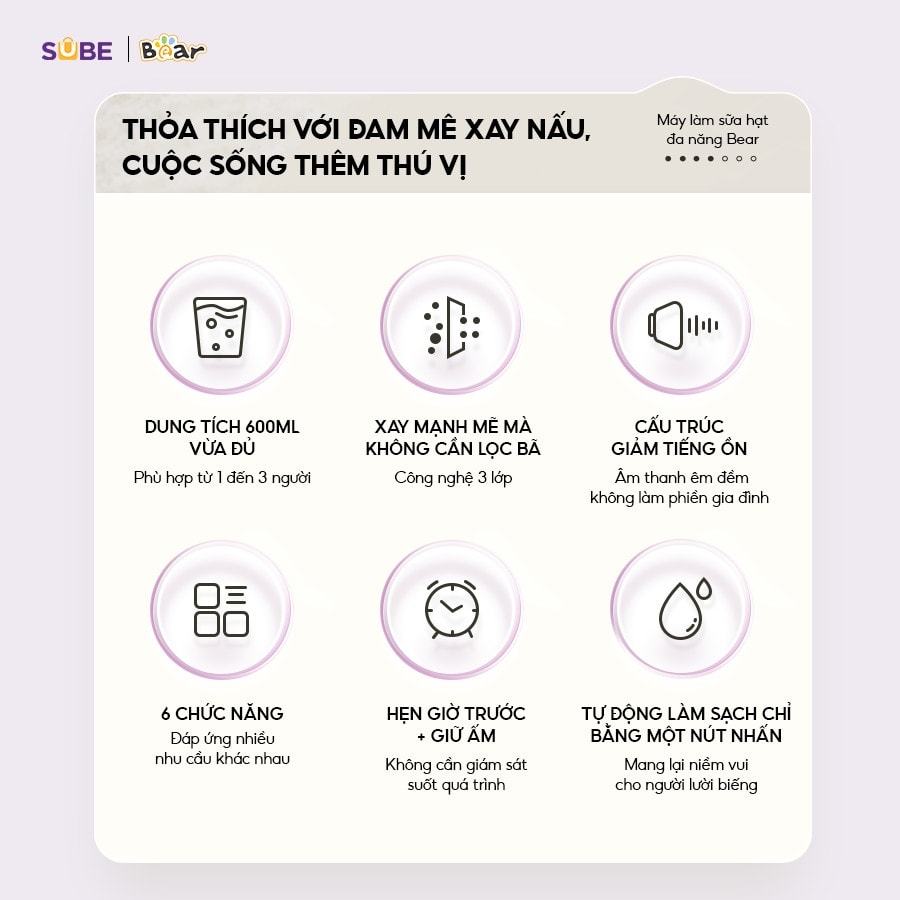 SUBE | Bear
THỎA THÍCH VỚI ĐAM MÊ XAY NẤU,
CUỘC SỐNG THÊM THÚ VỊ
Máy làm sữa hạt
đa năng Bear
DUNG TÍCH 600ML
VỪA ĐỦ
Phù hợp từ 1 đến 3 người
XAY MẠNH MẼ MÀ
KHÔNG CẦN LỌC BÃ
Công nghệ 3 lớp
CẤU TRÚC
GIẢM TIẾNG ỒN
Âm thanh êm đềm
không làm phiền gia đình
6 CHỨC NĂNG
Đáp ứng nhiều
nhu cầu khác nhau
HẸN GIỜ TRƯỚC
+ GIỮ ẤM
Không cần giám sát
suốt quá trình
TỰ ĐỘNG LÀM SẠCH CHỈ
BẰNG MỘT NÚT NHẤN
Mang lại niềm vui
cho người lười biếng